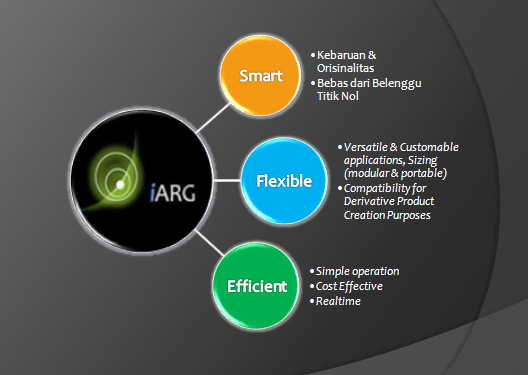 Smart
• Kebaruan &
Orisinalitas
• Bebas dari Belenggu
Titik Nol
iARG
Flexible
• Versatile & Customable
applications, Sizing
(modular & portable)
• Compatibility for
Derivative Product
Creation Purposes
Efficient
• Simple operation
• Cost Effective
• Realtime